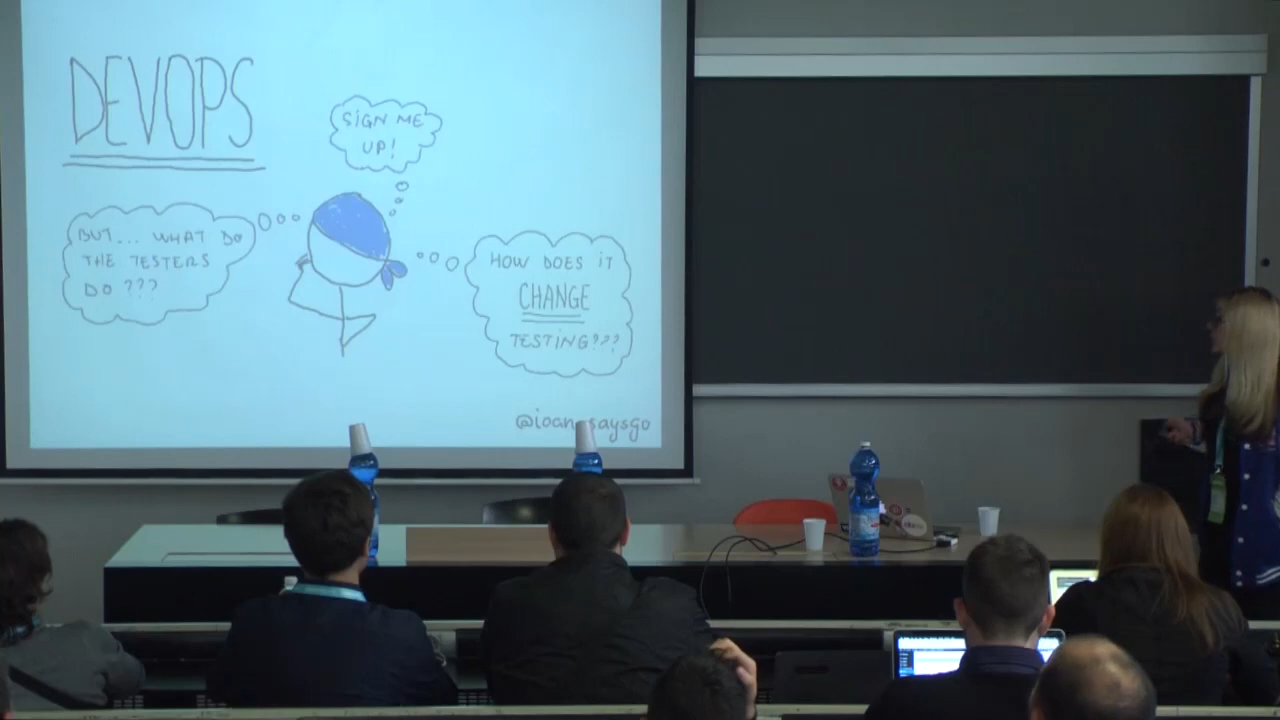 DEVOPS
SIGN ME
UP!
BUT... WHAT DO
THE TESTERS
DO ???
HOW DOES IT
CHANGE
TESTING???